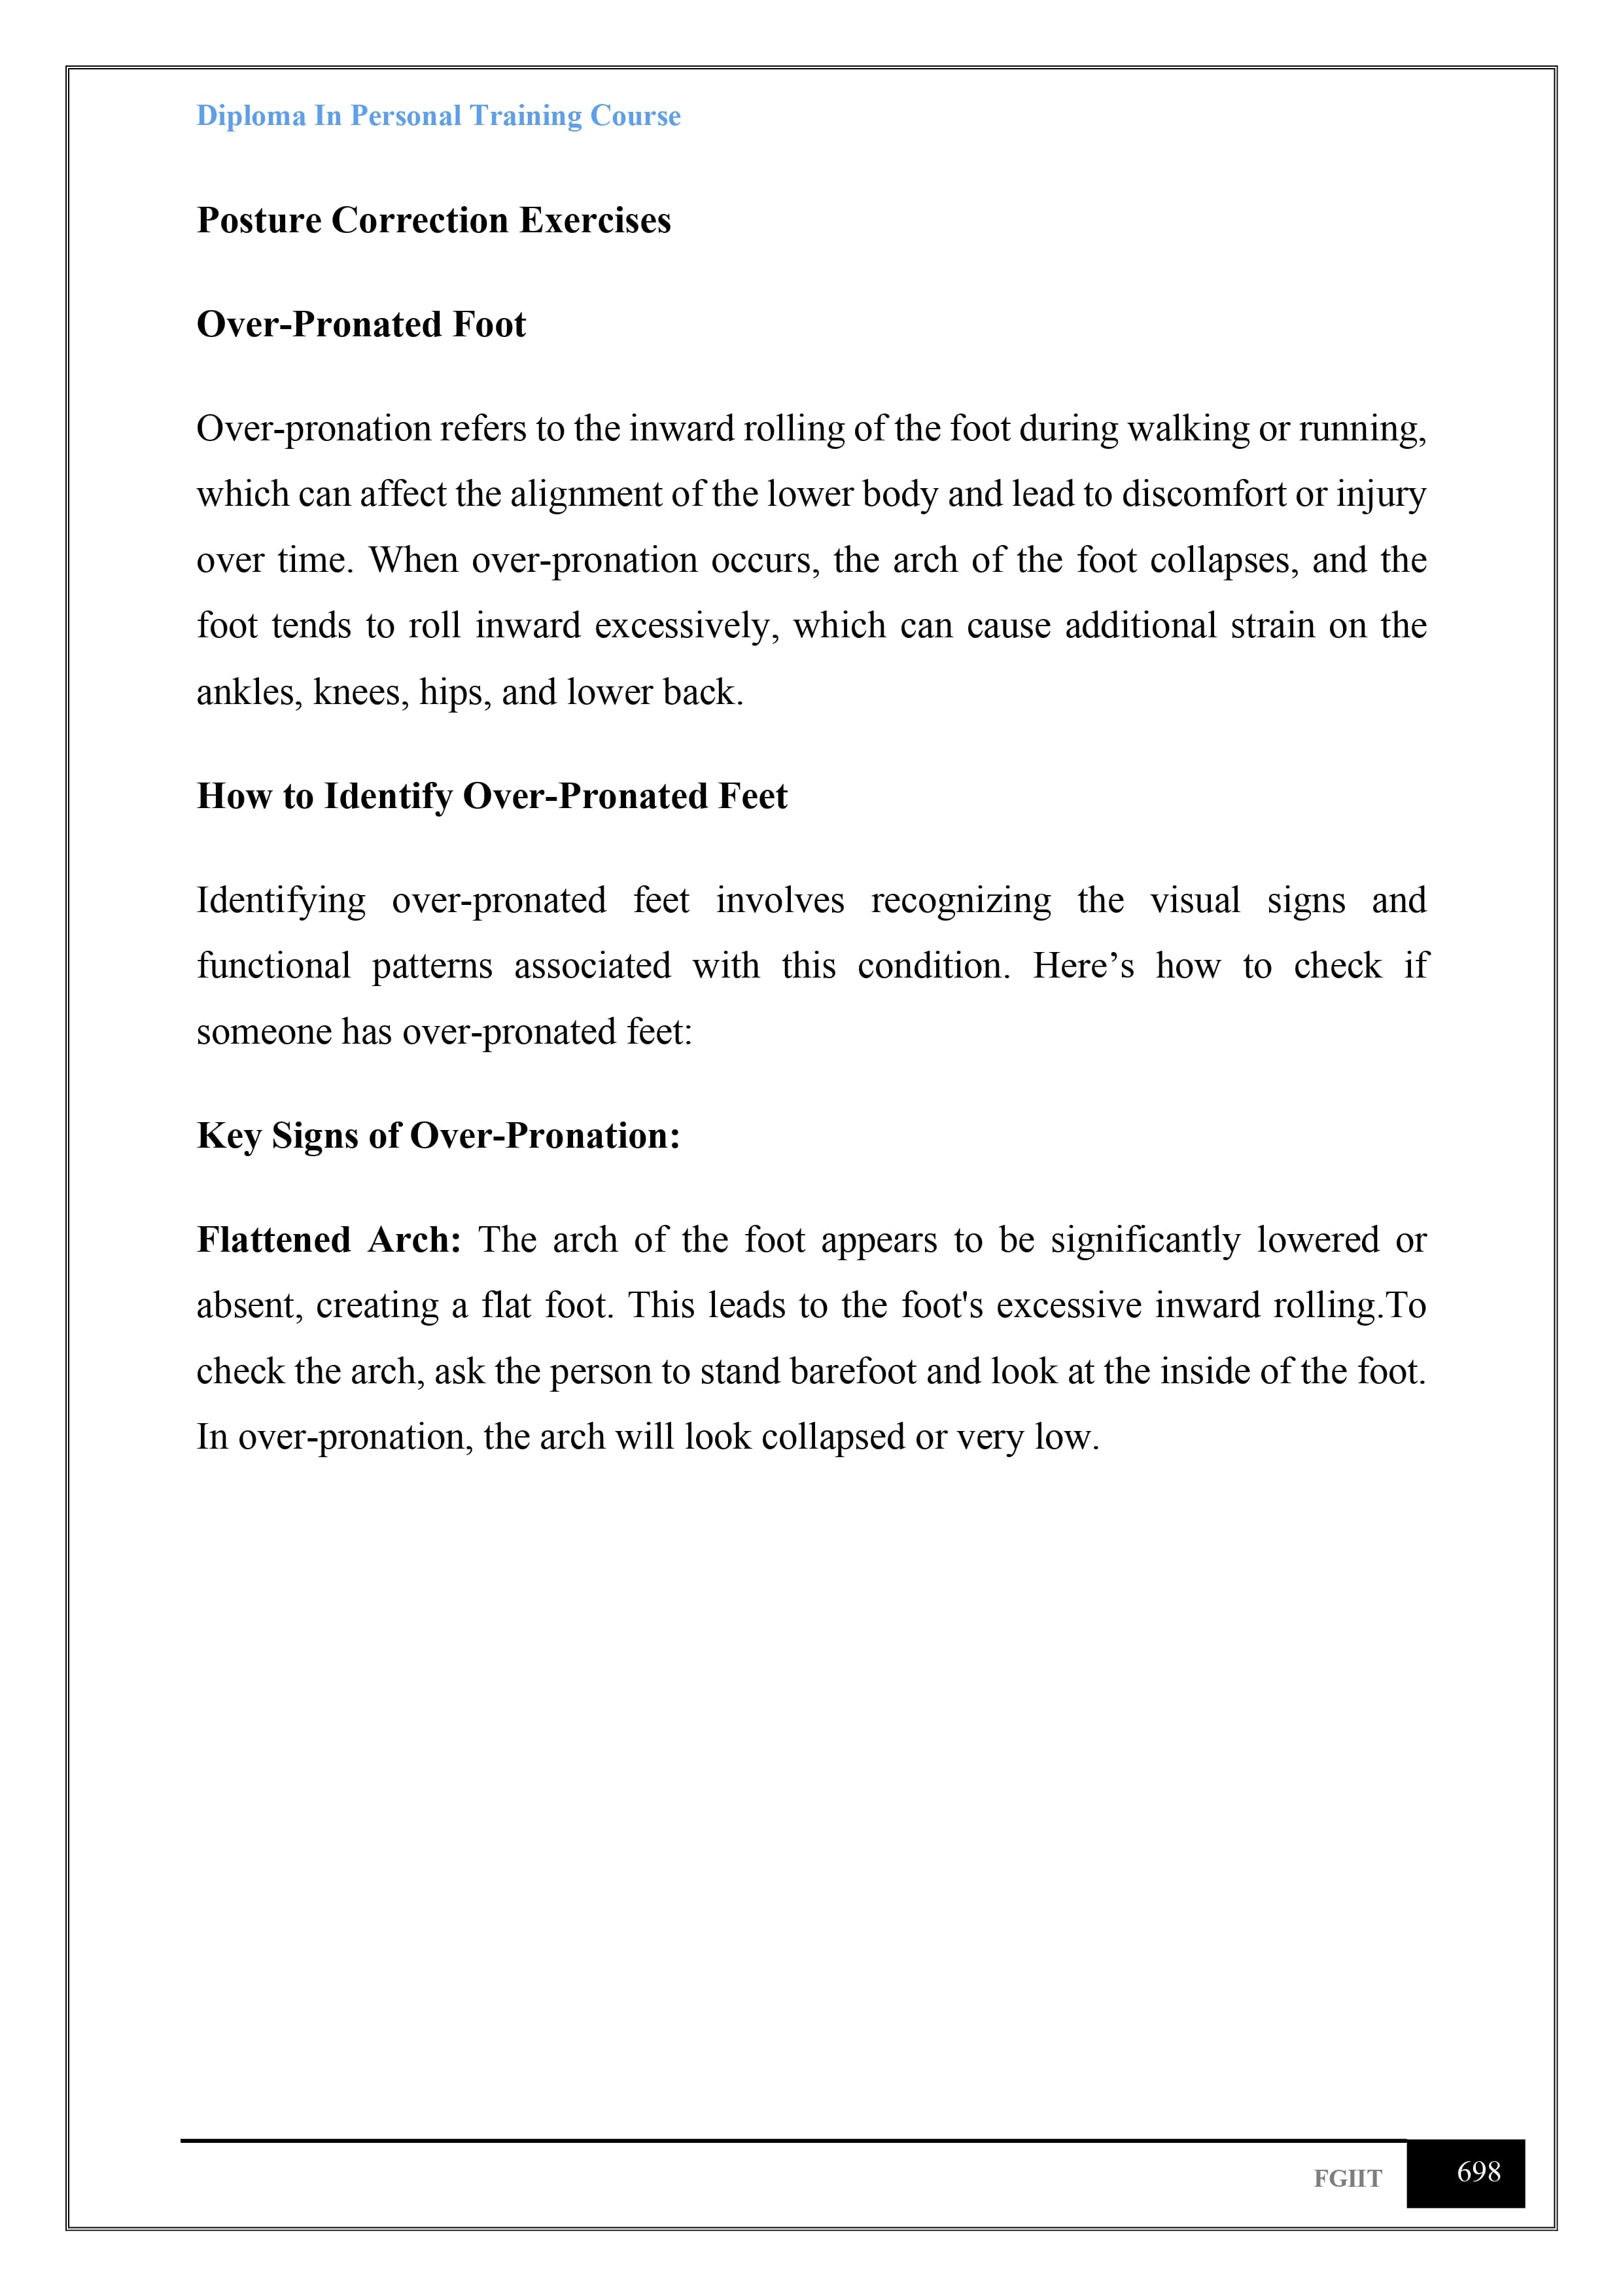 Diploma In Personal Training Course
Posture Correction Exercises
Over-Pronated Foot
Over-pronation refers to the inward rolling of the foot during walking or running,
which can affect the alignment of the lower body and lead to discomfort or injury
over time. When over-pronation occurs, the arch of the foot collapses, and the
foot tends to roll inward excessively, which can cause additional strain on the
ankles, knees, hips, and lower back.
How to Identify Over-Pronated Feet
Identifying over-pronated feet involves recognizing the visual signs and
functional patterns associated with this condition. Here’s how to check if
someone has over-pronated feet:
Key Signs of Over-Pronation:
Flattened Arch: The arch of the foot appears to be significantly lowered or
absent, creating a flat foot. This leads to the foot's excessive inward rolling.To
check the arch, ask the person to stand barefoot and look at the inside of the foot.
In over-pronation, the arch will look collapsed or very low.
FGIIT
698